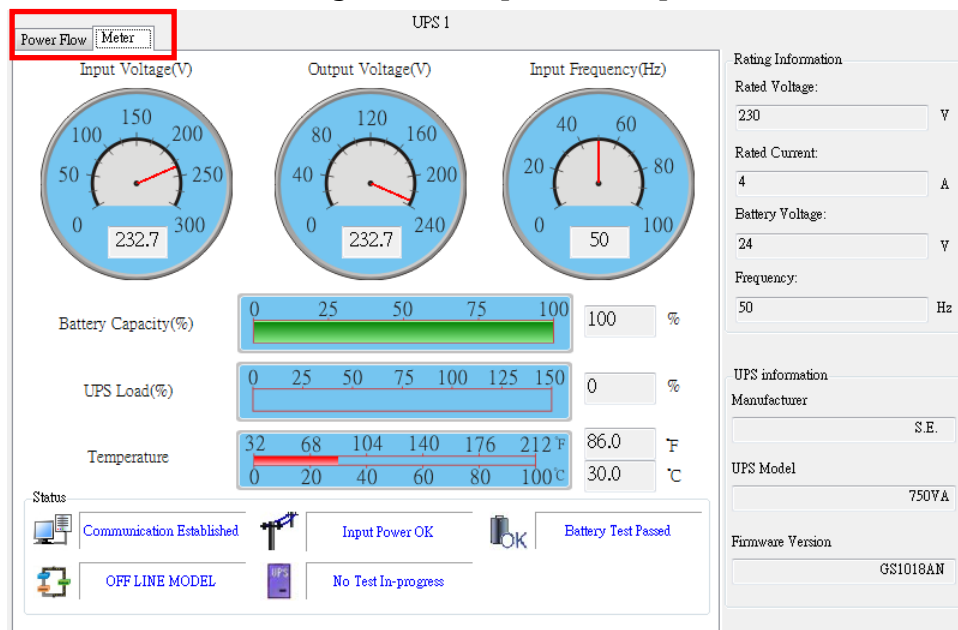 UPS 1
Power Flow Meter
Input Voltage(V) Output Voltage(V) Input Frequency(Hz)
0 50 100 150 200 250 300
232.7
0 40 80 120 160 200 240
232.7
0 20 40 60 80 100
50
Battery Capacity(%)
0 25 50 75 100
100 %
UPS Load(%)
0 25 50 75 100 125 150
0 %
Temperature
32 68 104 140 176 212 °F
0 20 40 60 80 100 °C
86.0 °F
30.0 °C
Status
Communication Established
Input Power OK
OK
Battery Test Passed
OFF LINE MODEL
UPS
No Test In-progress
Rating Information
Rated Voltage:
230 V
Rated Current:
4 A
Battery Voltage:
24 V
Frequency:
50 Hz
UPS information
Manufacturer
S.E.
UPS Model
750VA
Firmware Version
GS1018AN